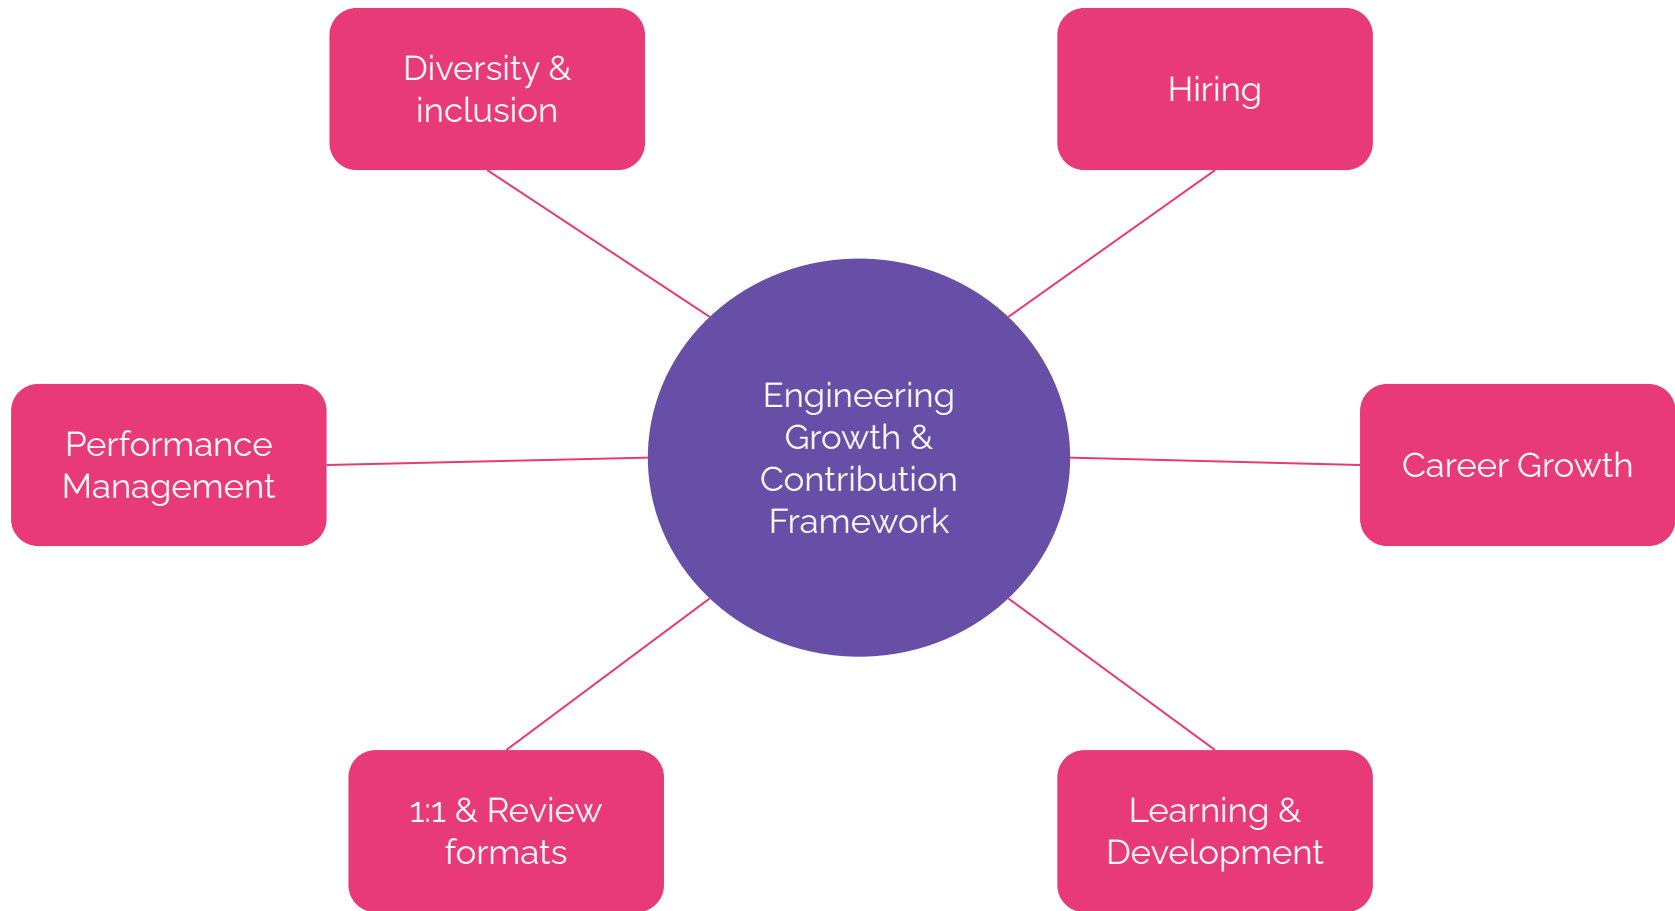 Diversity &
inclusion
Hiring
Engineering
Growth &
Contribution
Framework
Performance
Management
Career Growth
1:1 & Review
formats
Learning &
Development